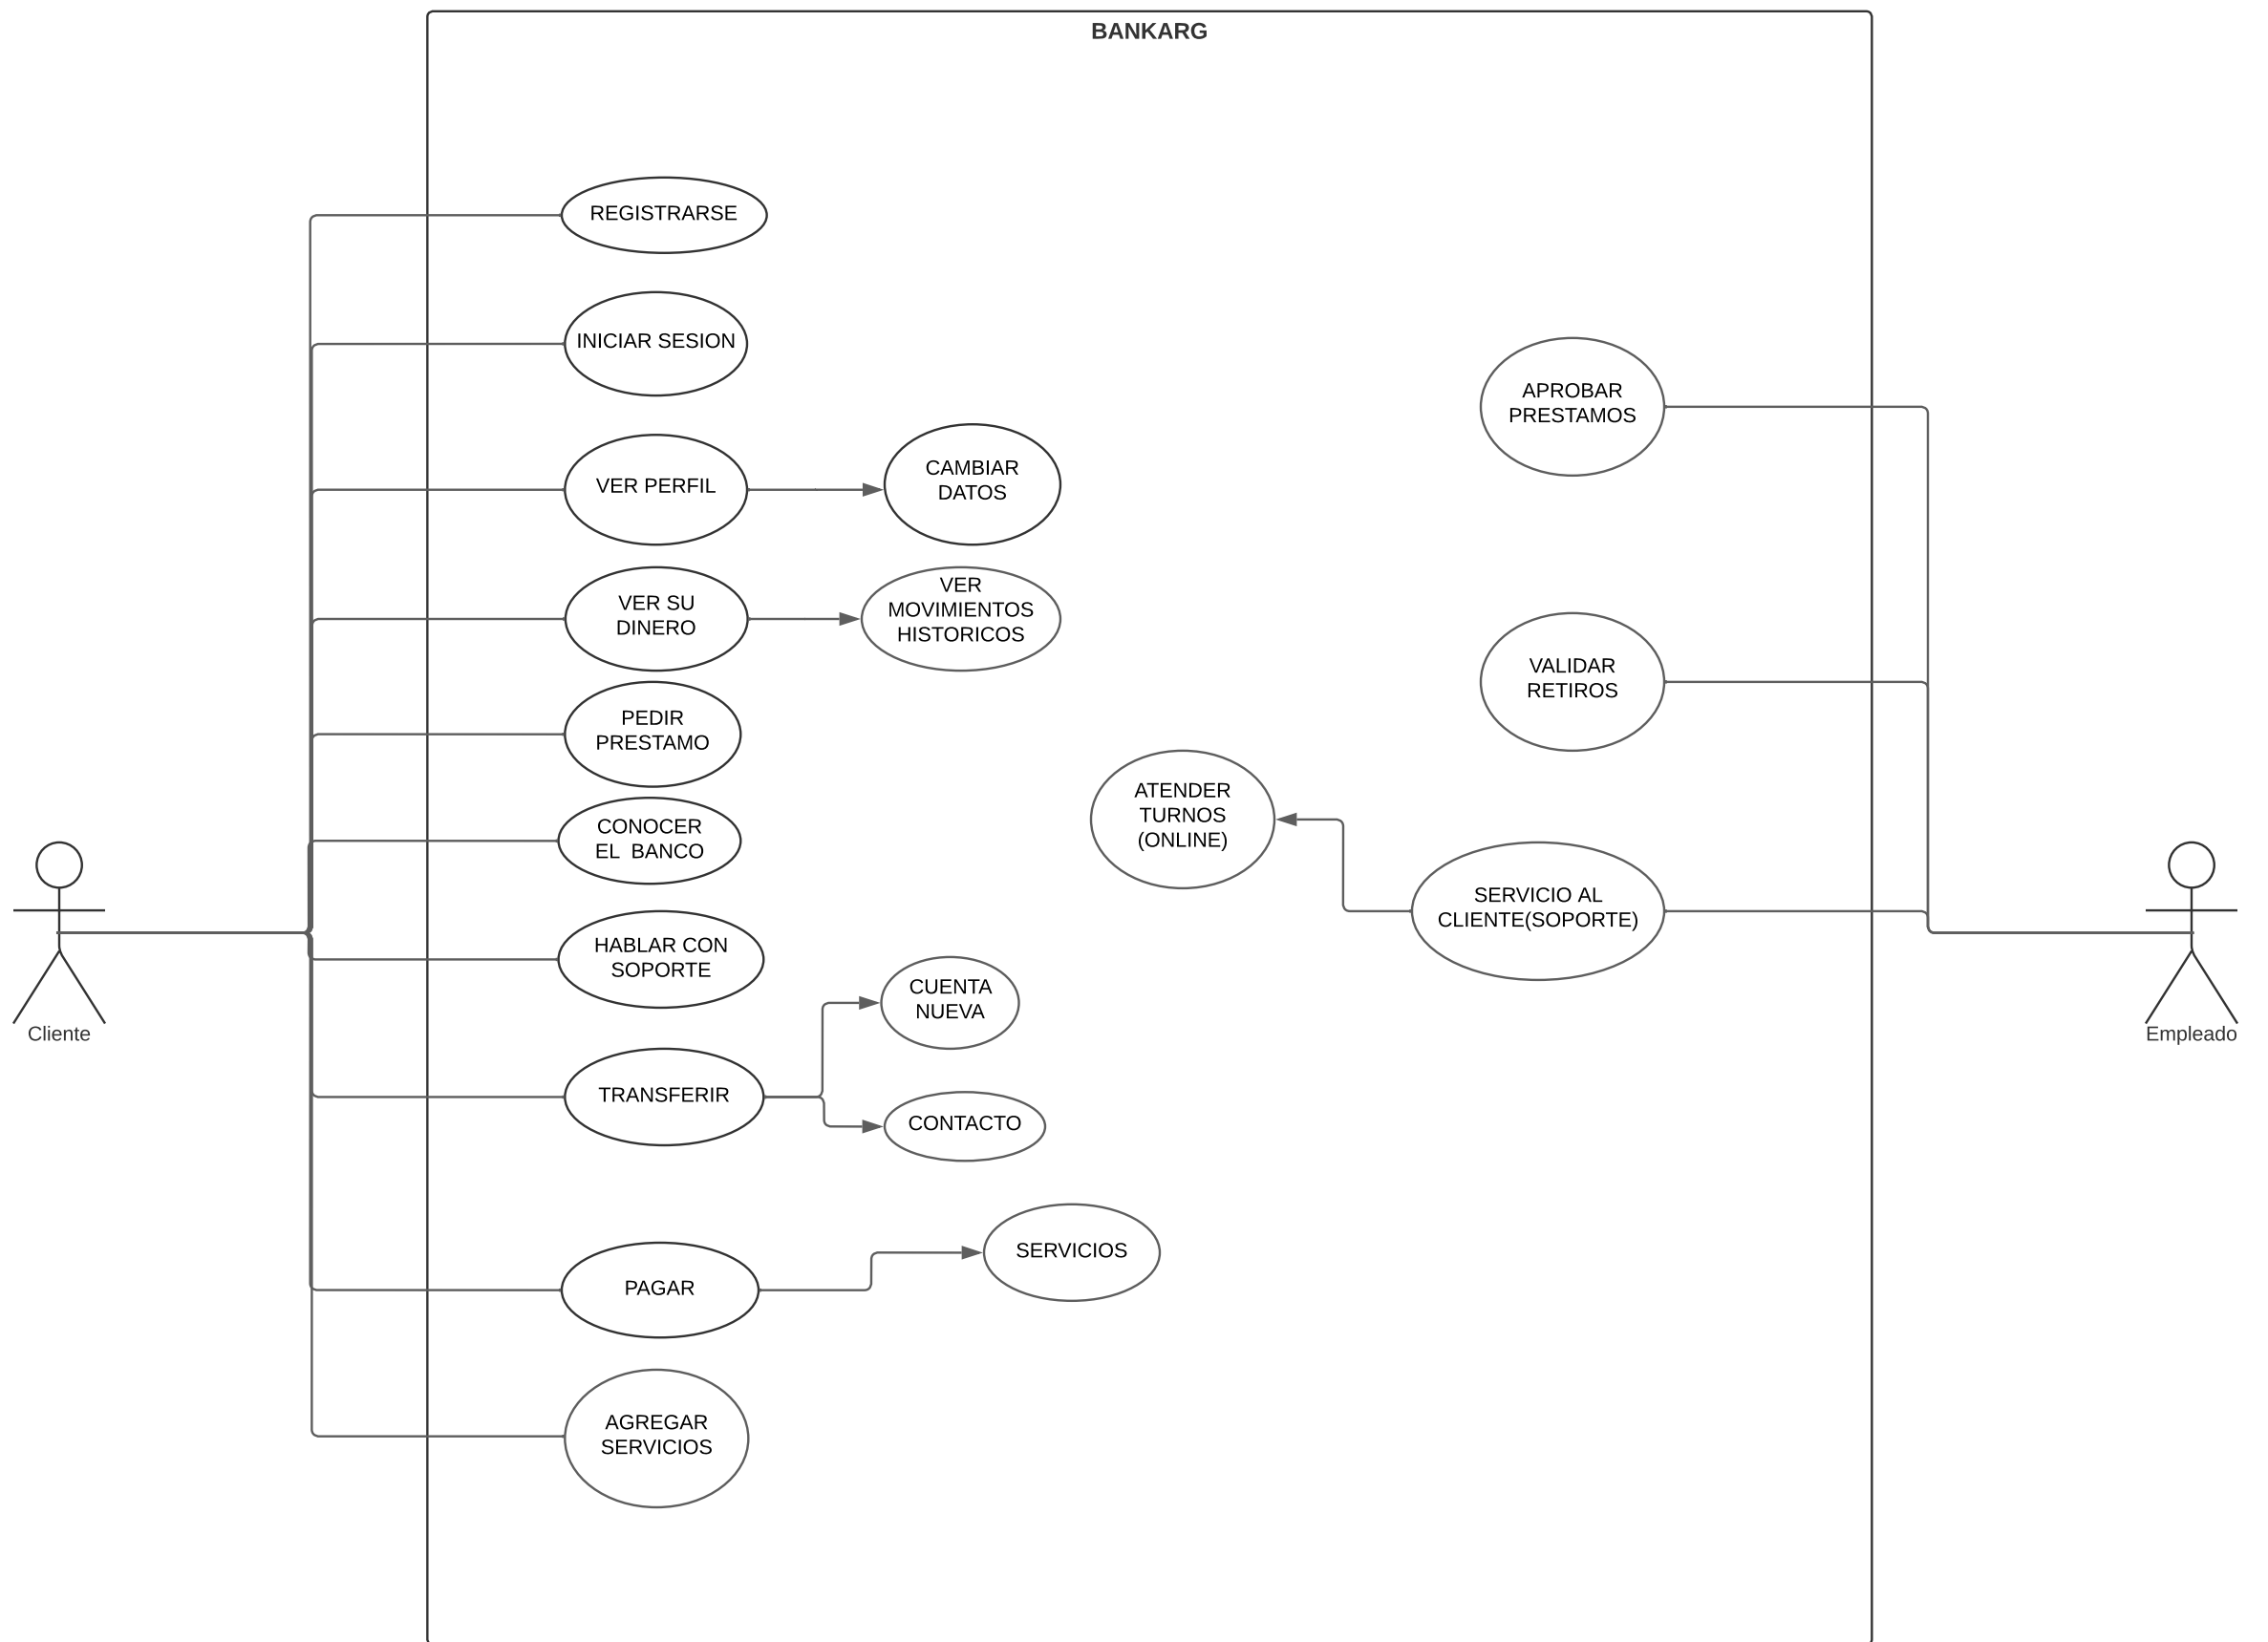 BANKARG
REGISTRARSE
INICIAR SESION
VER PERFIL
CAMBIAR
DATOS
VER SU
DINERO
VER
MOVIMIENTOS
HISTORICOS
PEDIR
PRESTAMO
CONOCER
EL  BANCO
HABLAR CON
SOPORTE
TRANSFERIR
CUENTA
NUEVA
CONTACTO
PAGAR
SERVICIOS
AGREGAR
SERVICIOS
APROBAR
PRESTAMOS
VALIDAR
RETIROS
ATENDER
TURNOS
(ONLINE)
SERVICIO AL
CLIENTE(SOPORTE)
Cliente
Empleado